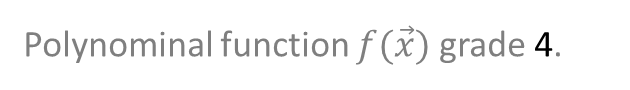 Polynominal function f(x⃗) grade 4.